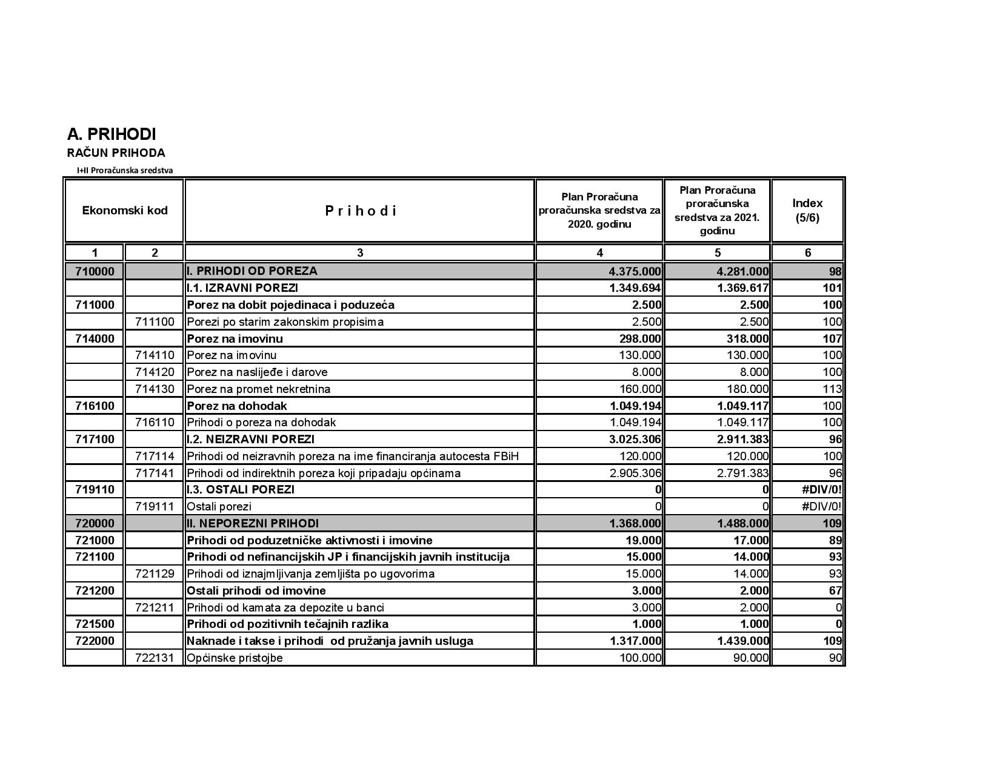 A. PRIHODI
RAČUN PRIHODA
I+II Proračunska sredstva
Ekonomski kod P r i h o d i Plan Proračuna proračunska sredstva za 2020. godinu Plan Proračuna proračunska sredstva za 2021. godinu Index (5/6)
1 2 3 4 5 6
710000 I. PRIHODI OD POREZA 4.375.000 4.281.000 98
I.1. IZRAVNI POREZI 1.349.694 1.369.617 101
711000 Porez na dobit pojedinaca i poduzeća 2.500 2.500 100
711100 Porezi po starim zakonskim propisima 2.500 2.500 100
714000 Porez na imovinu 298.000 318.000 107
714110 Porez na imovinu 130.000 130.000 100
714120 Porez na naslijeđe i darove 8.000 8.000 100
714130 Porez na promet nekretnina 160.000 180.000 113
716100 Porez na dohodak 1.049.194 1.049.117 100
716110 Prihodi o poreza na dohodak 1.049.194 1.049.117 100
717100 I.2. NEIZRAVNI POREZI 3.025.306 2.911.383 96
717114 Prihodi od neizravnih poreza na ime financiranja autocesta FBiH 120.000 120.000 100
717141 Prihodi od indirektnih poreza koji pripadaju općinama 2.905.306 2.791.383 96
719110 I.3. OSTALI POREZI 0 0 #DIV/0!
719111 Ostali porezi 0 0 #DIV/0!
720000 II. NEPOREZNI PRIHODI 1.368.000 1.488.000 109
721000 Prihodi od poduzetničke aktivnosti i imovine 19.000 17.000 89
721100 Prihodi od nefinancijskih JP i financijskih javnih institucija 15.000 14.000 93
721129 Prihodi od iznajmljivanja zemljišta po ugovorima 15.000 14.000 93
721200 Ostali prihodi od imovine 3.000 2.000 67
721211 Prihodi od kamata za depozite u banci 3.000 2.000 0
721500 Prihodi od pozitivnih tečajnih razlika 1.000 1.000 0
722000 Naknade i takse i prihodi od pružanja javnih usluga 1.317.000 1.439.000 109
722131 Općinske pristojbe 100.000 90.000 90